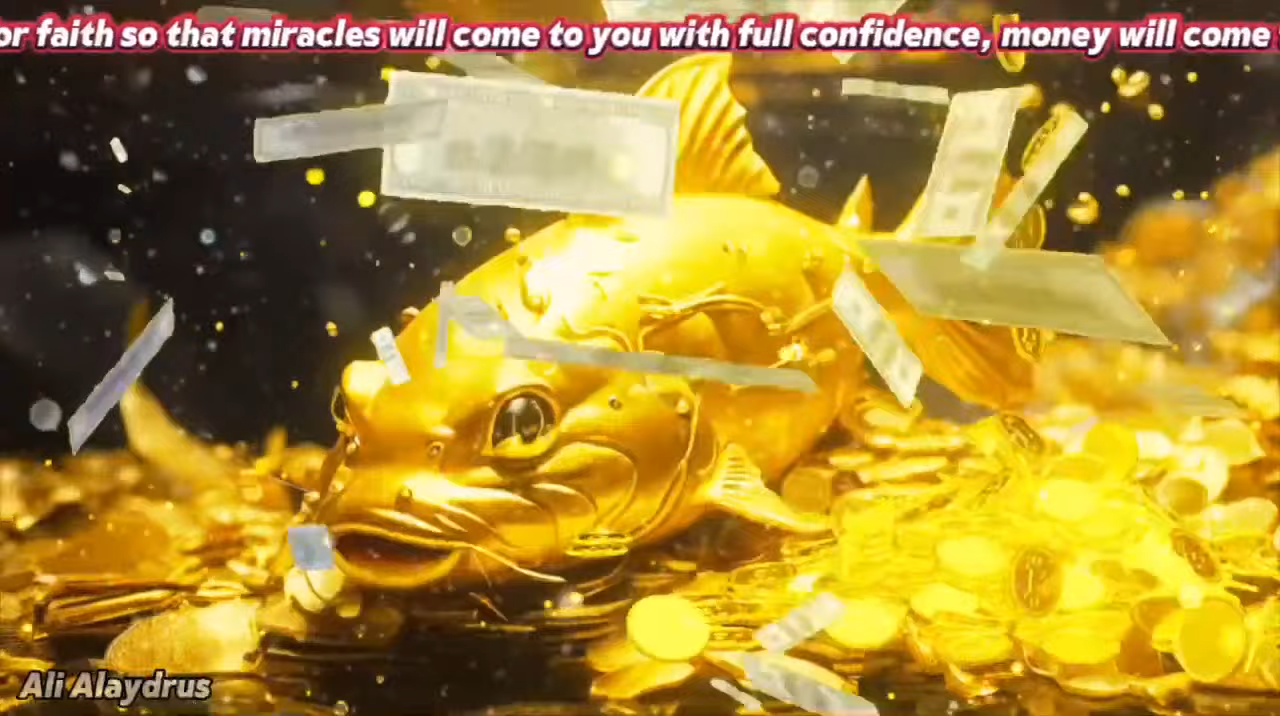 or faith so that miracles will come to you with full confidence, money will come
Ali Alaydrus